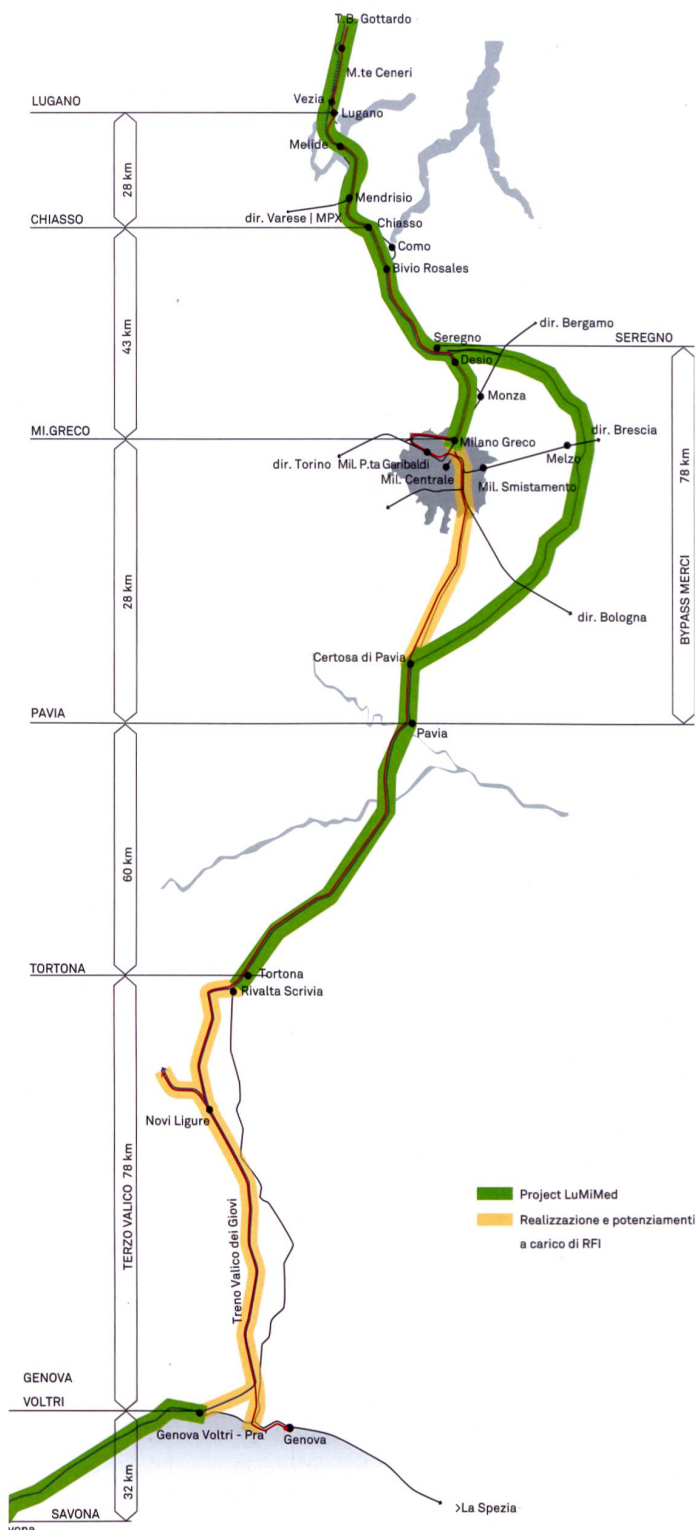 T.B. Gottardo
M.te Ceneri
Vezia
LUGANO
Lugano
Melide
28 km
Mendrisio
dir. Varese | MPX
CHIASSO
Chiasso
Como
Bivio Rosales
43 km
dir. Bergamo
Seregno
SEREGNO
Desio
Monza
MI.GRECO
Milano Greco
dir. Brescia
Melzo
dir. Torino
Mil. P.ta Garibaldi
Mil. Centrale
Mil. Smistamento
78 km
28 km
BYPASS MERCI
dir. Bologna
Certosa di Pavia
PAVIA
Pavia
60 km
TORTONA
Tortona
Rivalta Scrivia
Novi Ligure
TERZO VALICO 78 km
Treno Valico dei Giovi
Project LuMiMed
Realizzazione e potenziamenti
a carico di RFI
GENOVA
VOLTRI
Genova Voltri - Pra
Genova
32 km
>La Spezia
SAVONA
vona